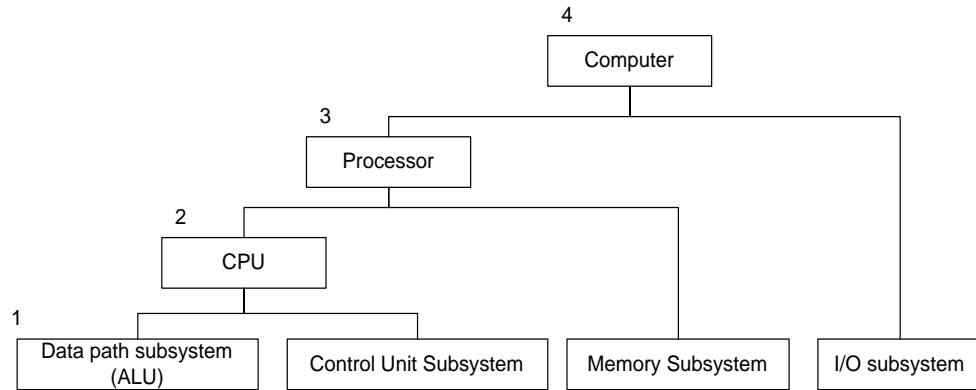 4
Computer
3
Processor
2
CPU
1
Data path subsystem
(ALU)
Control Unit Subsystem
Memory Subsystem
I/O subsystem